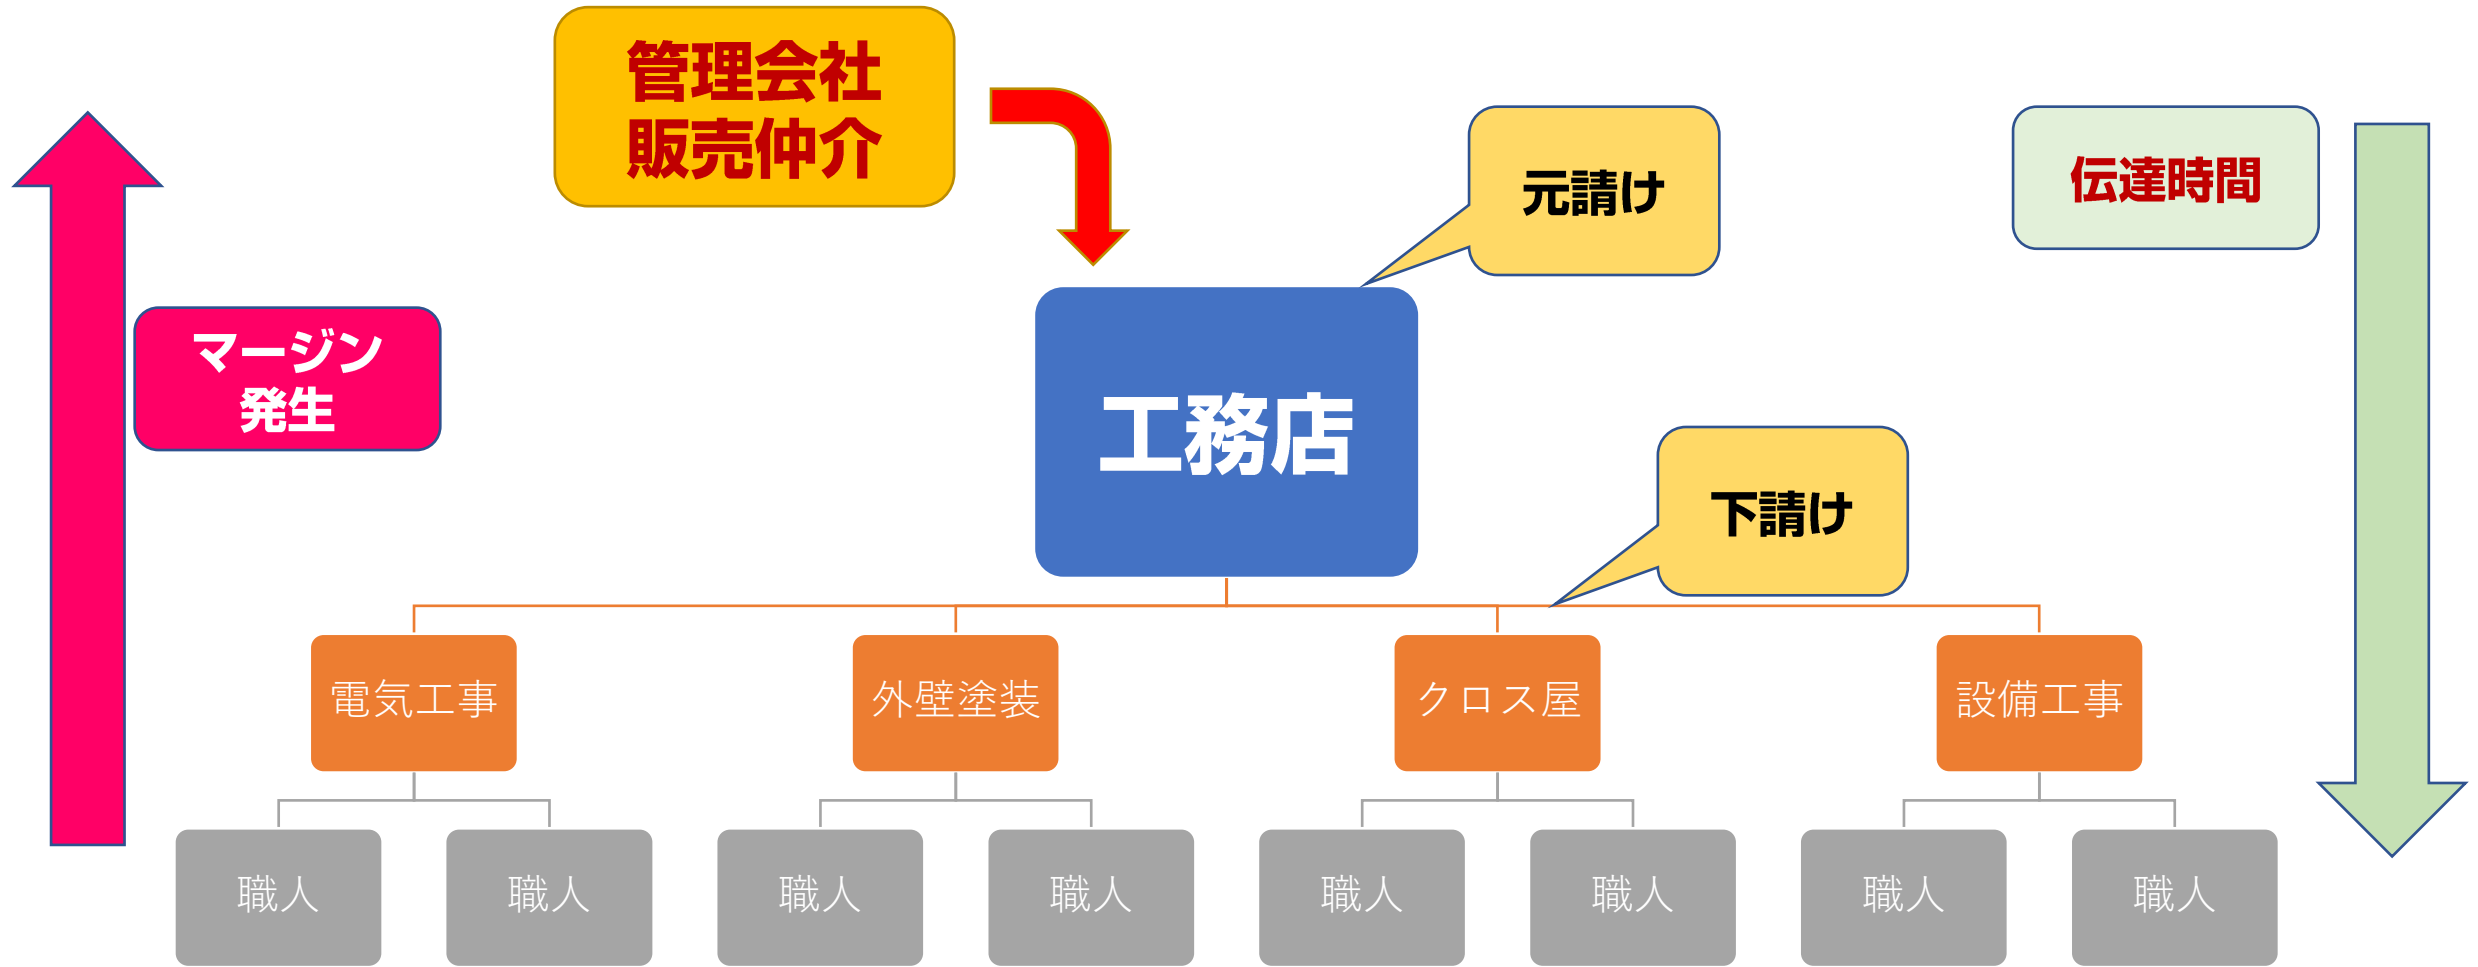 管理会社
販売仲介
元請け
伝達時間
マージン
発生
工務店
下請け
電気工事
外壁塗装
クロス屋
設備工事
職人
職人
職人
職人
職人
職人
職人
職人